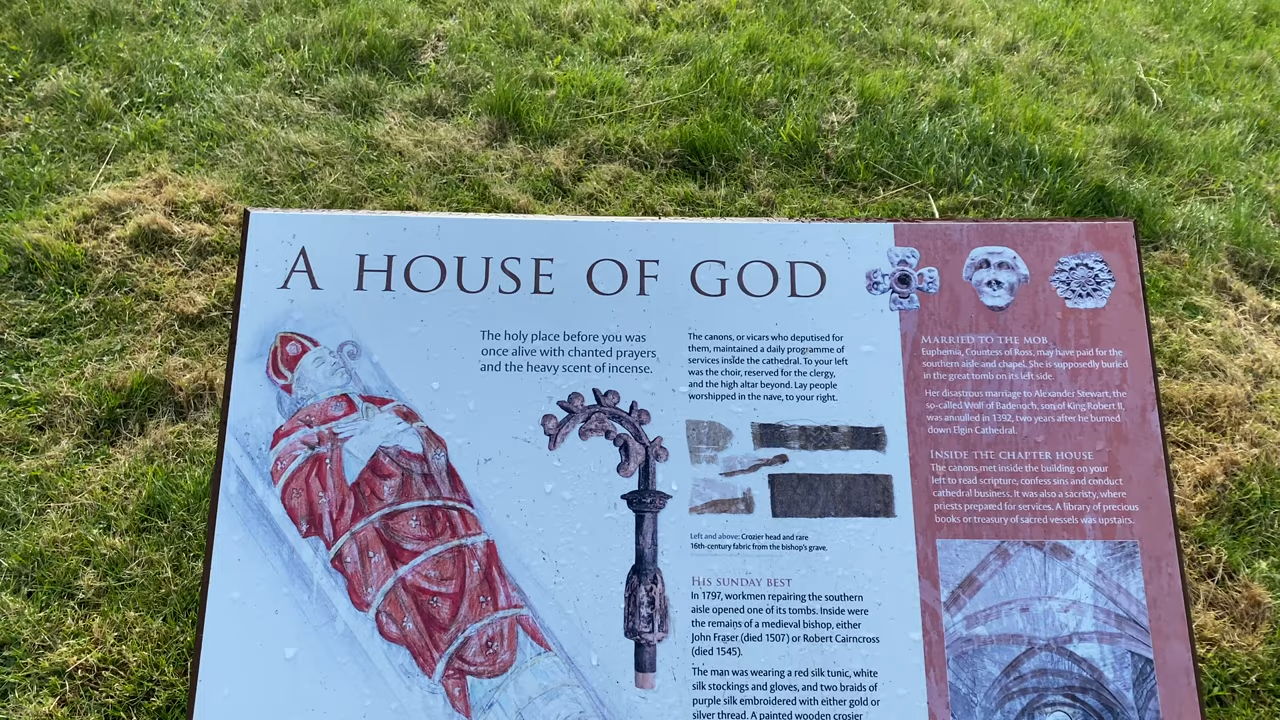 A HOUSE OF GOD
The holy place before you was
once alive with chanted prayers
and the heavy scent of incense.
The canons, or vicars who deputised for
them, maintained a daily programme of
services inside the cathedral. To your left
was the choir, reserved for the clergy,
and the high altar beyond. Lay people
worshipped in the nave, to your right.
Left and above: Crozier head and rare
16th-century fabric from the bishop's grave.
HIS SUNDAY BEST
In 1797, workmen repairing the southern
aisle opened one of its tombs. Inside were
the remains of a medieval bishop, either
John Fraser (died 1507) or Robert Cairncross
(died 1545).
The man was wearing a red silk tunic, white
silk stockings and gloves, and two braids of
purple silk embroidered with either gold or
silver thread. A painted wooden crosier
MARRIED TO THE MOB
Euphemia, Countess of Ross, may have paid for the
southern aisle and chapel. She is supposedly buried
in the great tomb on its left side.
Her disastrous marriage to Alexander Stewart, the
so-called Wolf of Badenoch, son of King Robert II,
was annulled in 1392, two years after he burned
down Elgin Cathedral.
INSIDE THE CHAPTER HOUSE
The canons met inside the building on your
left to read scripture, confess sins and conduct
cathedral business. It was also a sacristy, where
priests prepared for services. A library of precious
books or treasury of sacred vessels was upstairs.